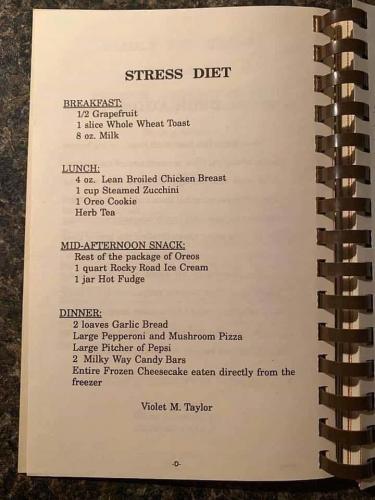 STRESS DIET
BREAKFAST:
1/2 Grapefruit
1 slice Whole Wheat Toast
8 oz. Milk
LUNCH:
4 oz. Lean Broiled Chicken Breast
1 cup Steamed Zucchini
1 Oreo Cookie
Herb Tea
MID-AFTERNOON SNACK:
Rest of the package of Oreos
1 quart Rocky Road Ice Cream
1 jar Hot Fudge
DINNER:
2 loaves Garlic Bread
Large Pepperoni and Mushroom Pizza
Large Pitcher of Pepsi
2 Milky Way Candy Bars
Entire Frozen Cheesecake eaten directly from the
freezer
Violet M. Taylor
-D-